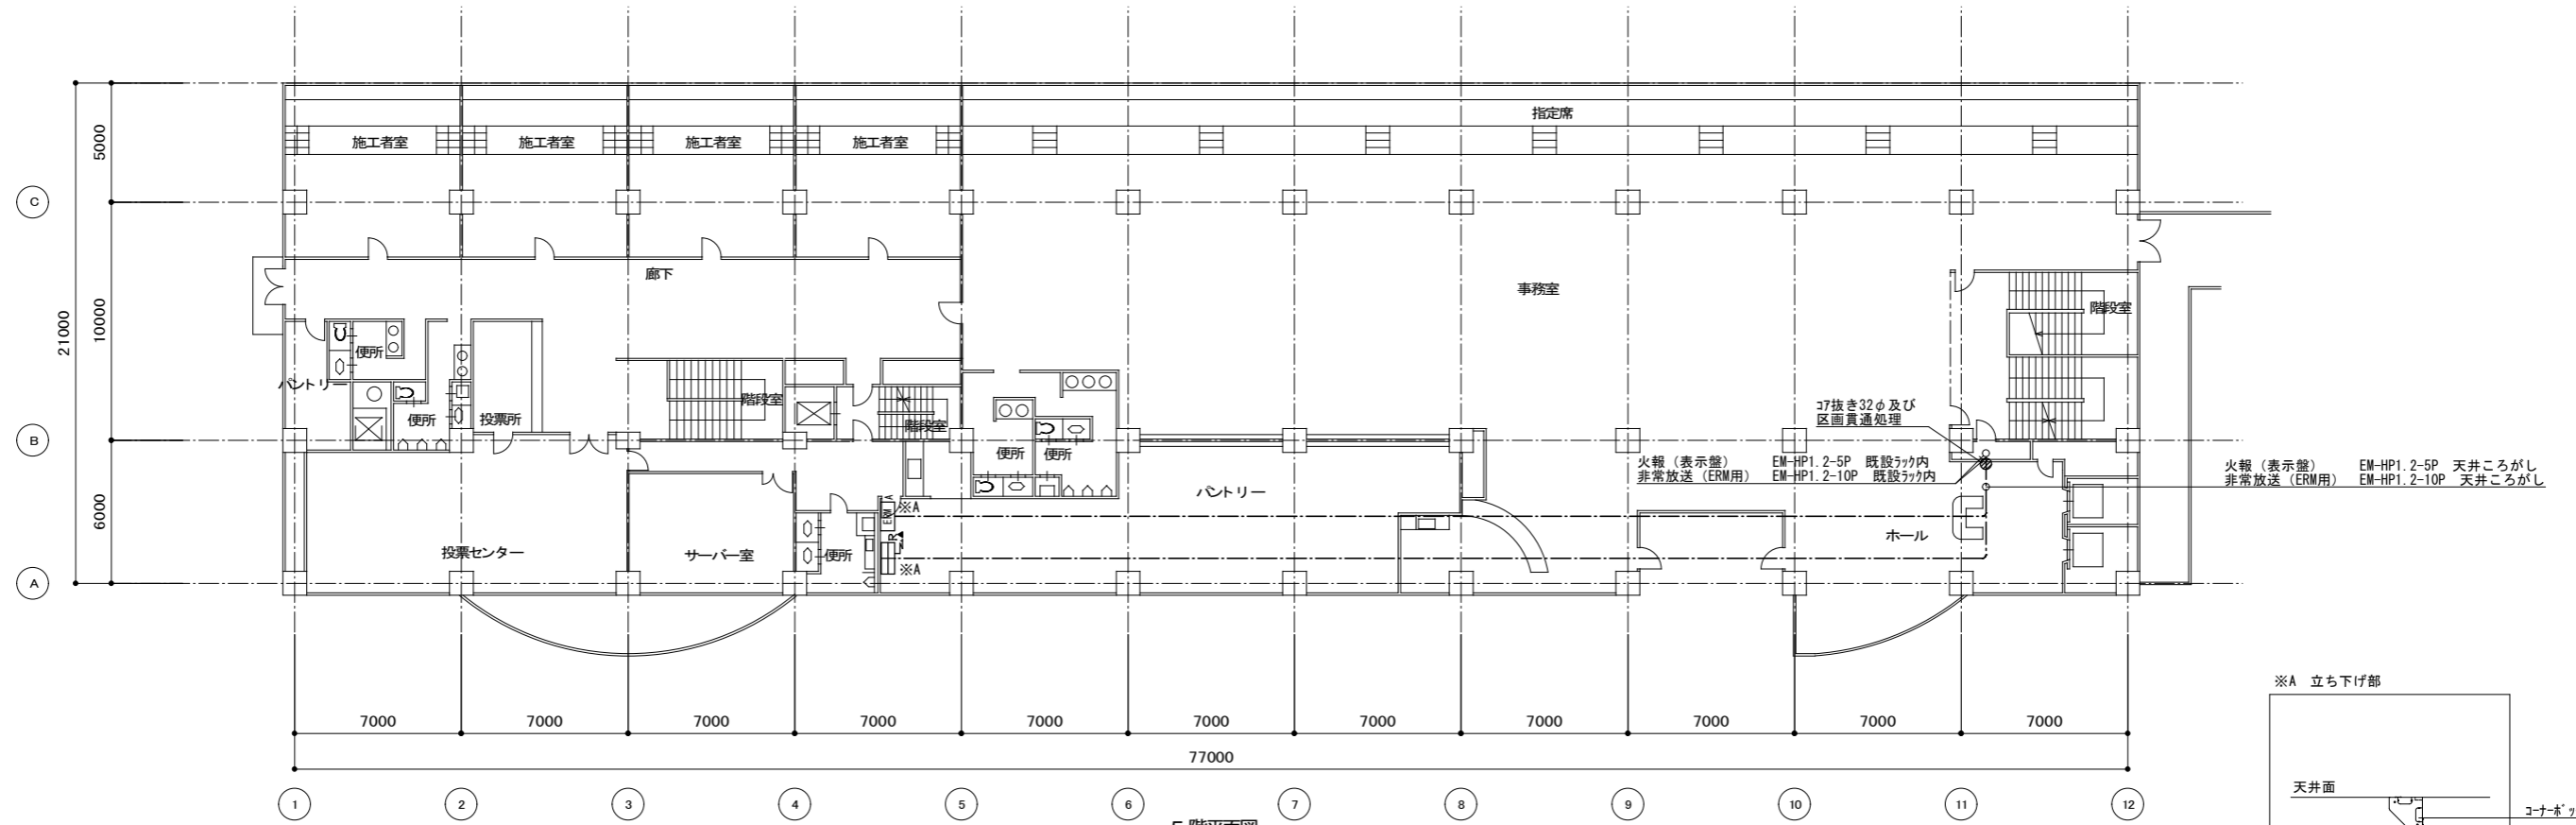 指定席
施工者室
施工者室
施工者室
施工者室
5000
C
廊下
事務室
階段室
10000
21000
便所
パントリー
便所
投票所
階段室
階段室
コア抜き32φ及び
区画貫通処理
B
便所
便所
火報（表示盤） EM-HP1.2-5P 既設ラック内
非常放送（ERM用） EM-HP1.2-10P 既設ラック内
火報（表示盤） EM-HP1.2-5P 天井ころがし
非常放送（ERM用） EM-HP1.2-10P 天井ころがし
パントリー
6000
ERM
A
※A
ホール
投票センター
サーバー室
便所
R
※A
A
※A 立ち下げ部
7000 7000 7000 7000 7000 7000 7000 7000 7000 7000 7000
77000
天井面
1 2 3 4 5 6 7 8 9 10 11 12